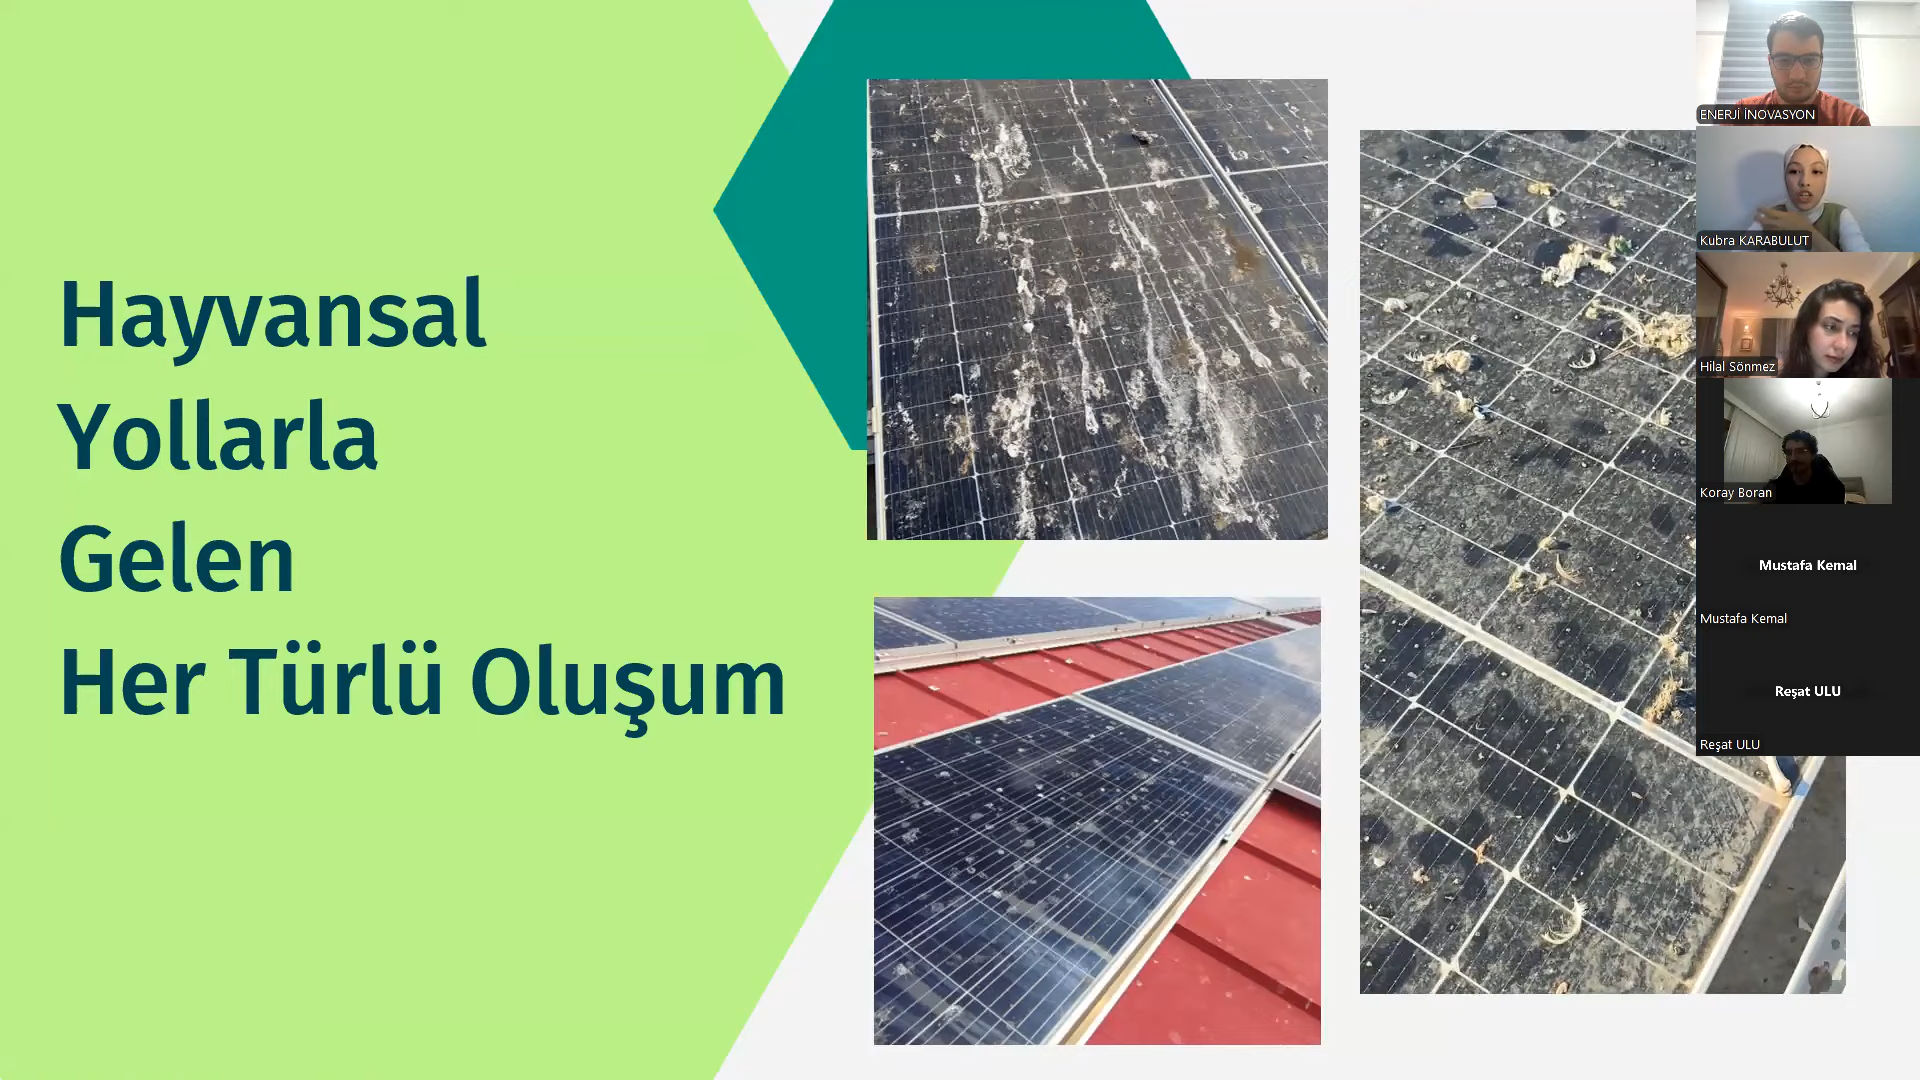 Hayvansal
Yollarla
Gelen
Her Türlü Oluşum
ENERJİ İNOVASYON
Kubra KARABULUT
Hilal Sönmez
Koray Boran
Mustafa Kemal
Mustafa Kemal
Reşat ULU
Reşat ULU